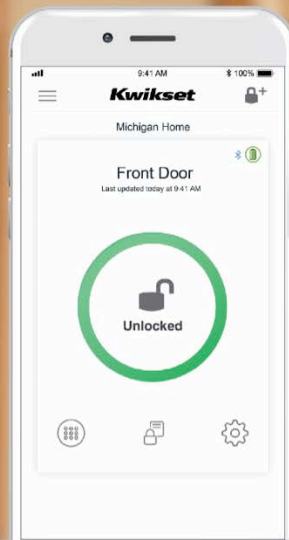 9:41 AM
100%
Kwikset
Michigan Home
Front Door
Last updated today at 9:41 AM
Unlocked